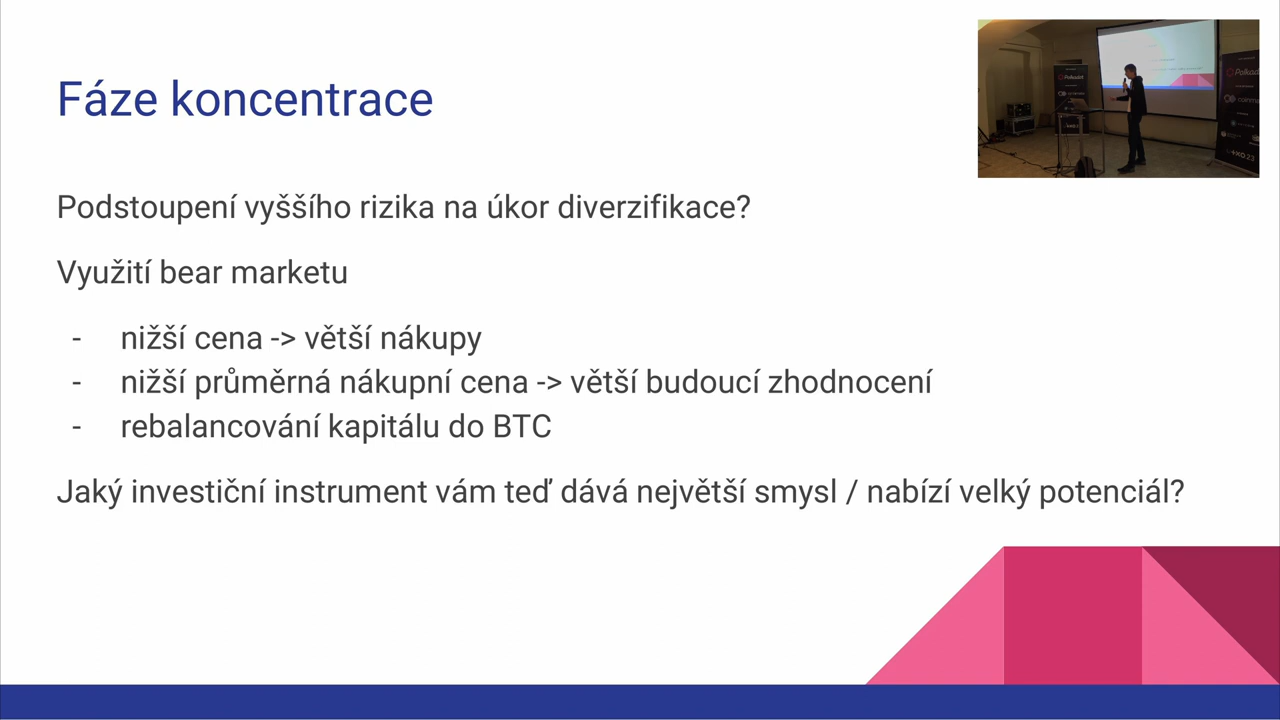 Fáze koncentrace
Podstoupení vyššího rizika na úkor diverzifikace?
Využití bear marketu
- nižší cena -> větší nákupy
- nižší průměrná nákupní cena -> větší budoucí zhodnocení
- rebalancování kapitálu do BTC
Jaký investiční instrument vám teď dává největší smysl / nabízí velký potenciál?